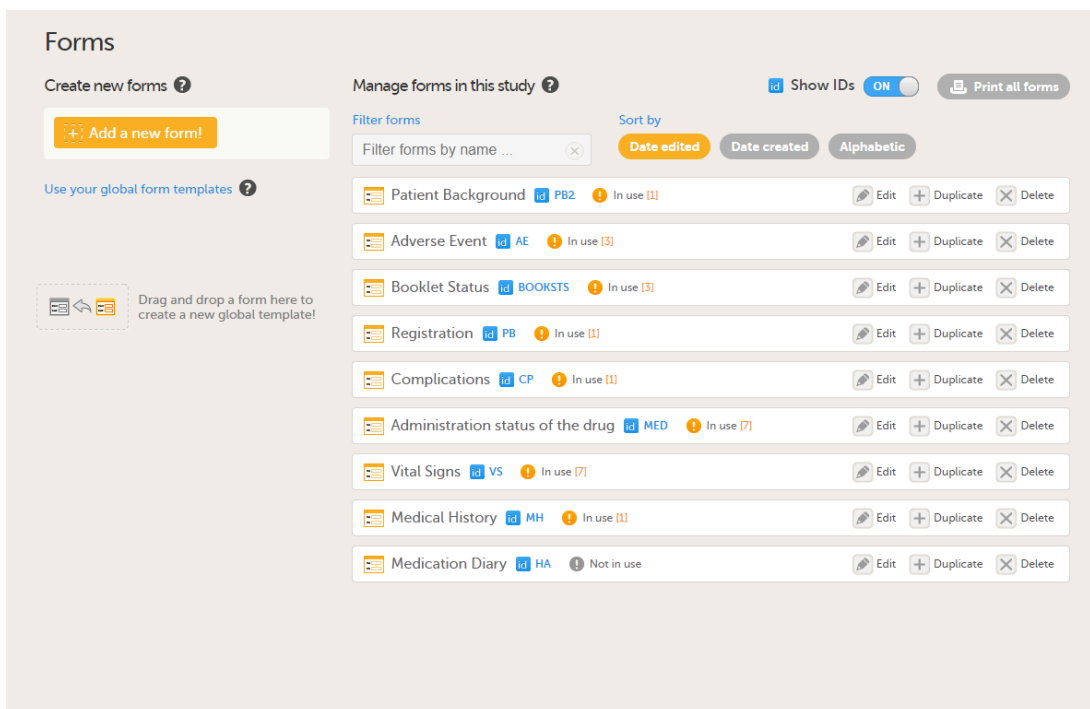 Forms
Create new forms ?
Add a new form!
Use your global form templates ?
Drag and drop a form here to
create a new global template!
Manage forms in this study ?
id Show IDs ON
Print all forms
Filter forms
Filter forms by name ...
Sort by
Date edited Date created Alphabetic
Patient Background id PB2 ! In use [1] Edit Duplicate Delete
Adverse Event id AE ! In use [3] Edit Duplicate Delete
Booklet Status id BOOKSTS ! In use [3] Edit Duplicate Delete
Registration id PB ! In use [1] Edit Duplicate Delete
Complications id CP ! In use [1] Edit Duplicate Delete
Administration status of the drug id MED ! In use [7] Edit Duplicate Delete
Vital Signs id VS ! In use [7] Edit Duplicate Delete
Medical History id MH ! In use [1] Edit Duplicate Delete
Medication Diary id HA ! Not in use Edit Duplicate Delete